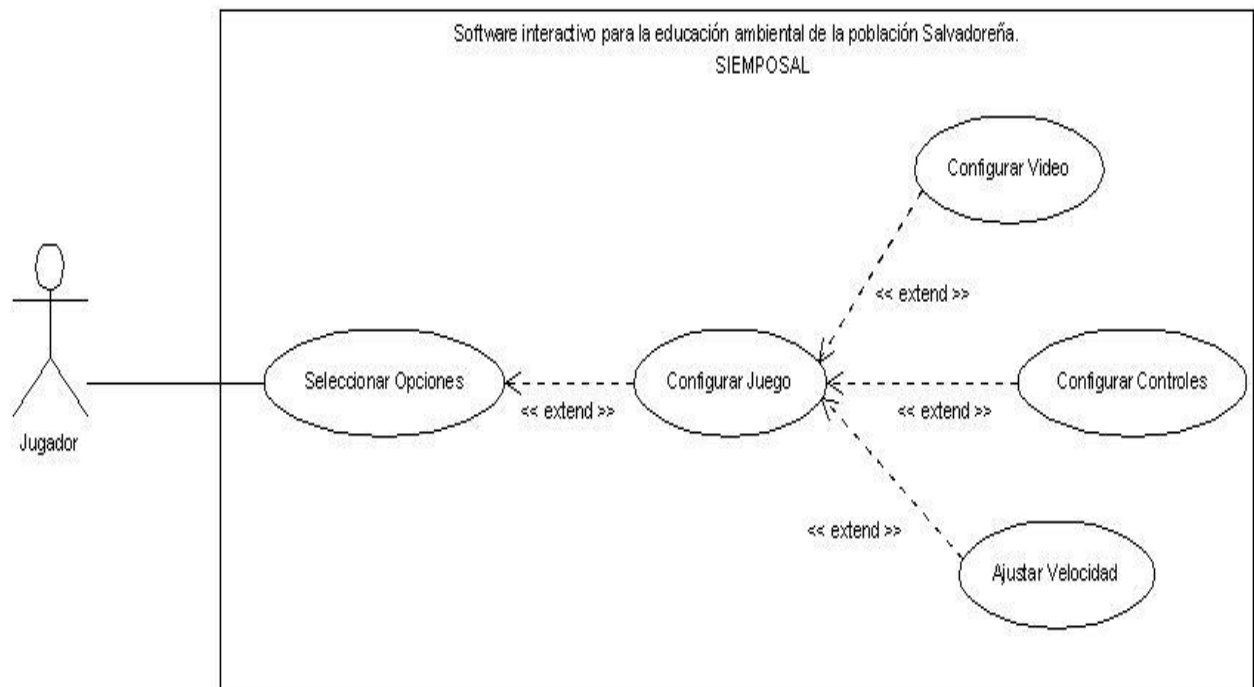 Software interactivo para la educación ambiental de la población Salvadoreña.
SIEMPOSAL
Configurar Video
<< extend >>
Seleccionar Opciones
Configurar Juego
Configurar Controles
<< extend >>
<< extend >>
Jugador
<< extend >>
Ajustar Velocidad